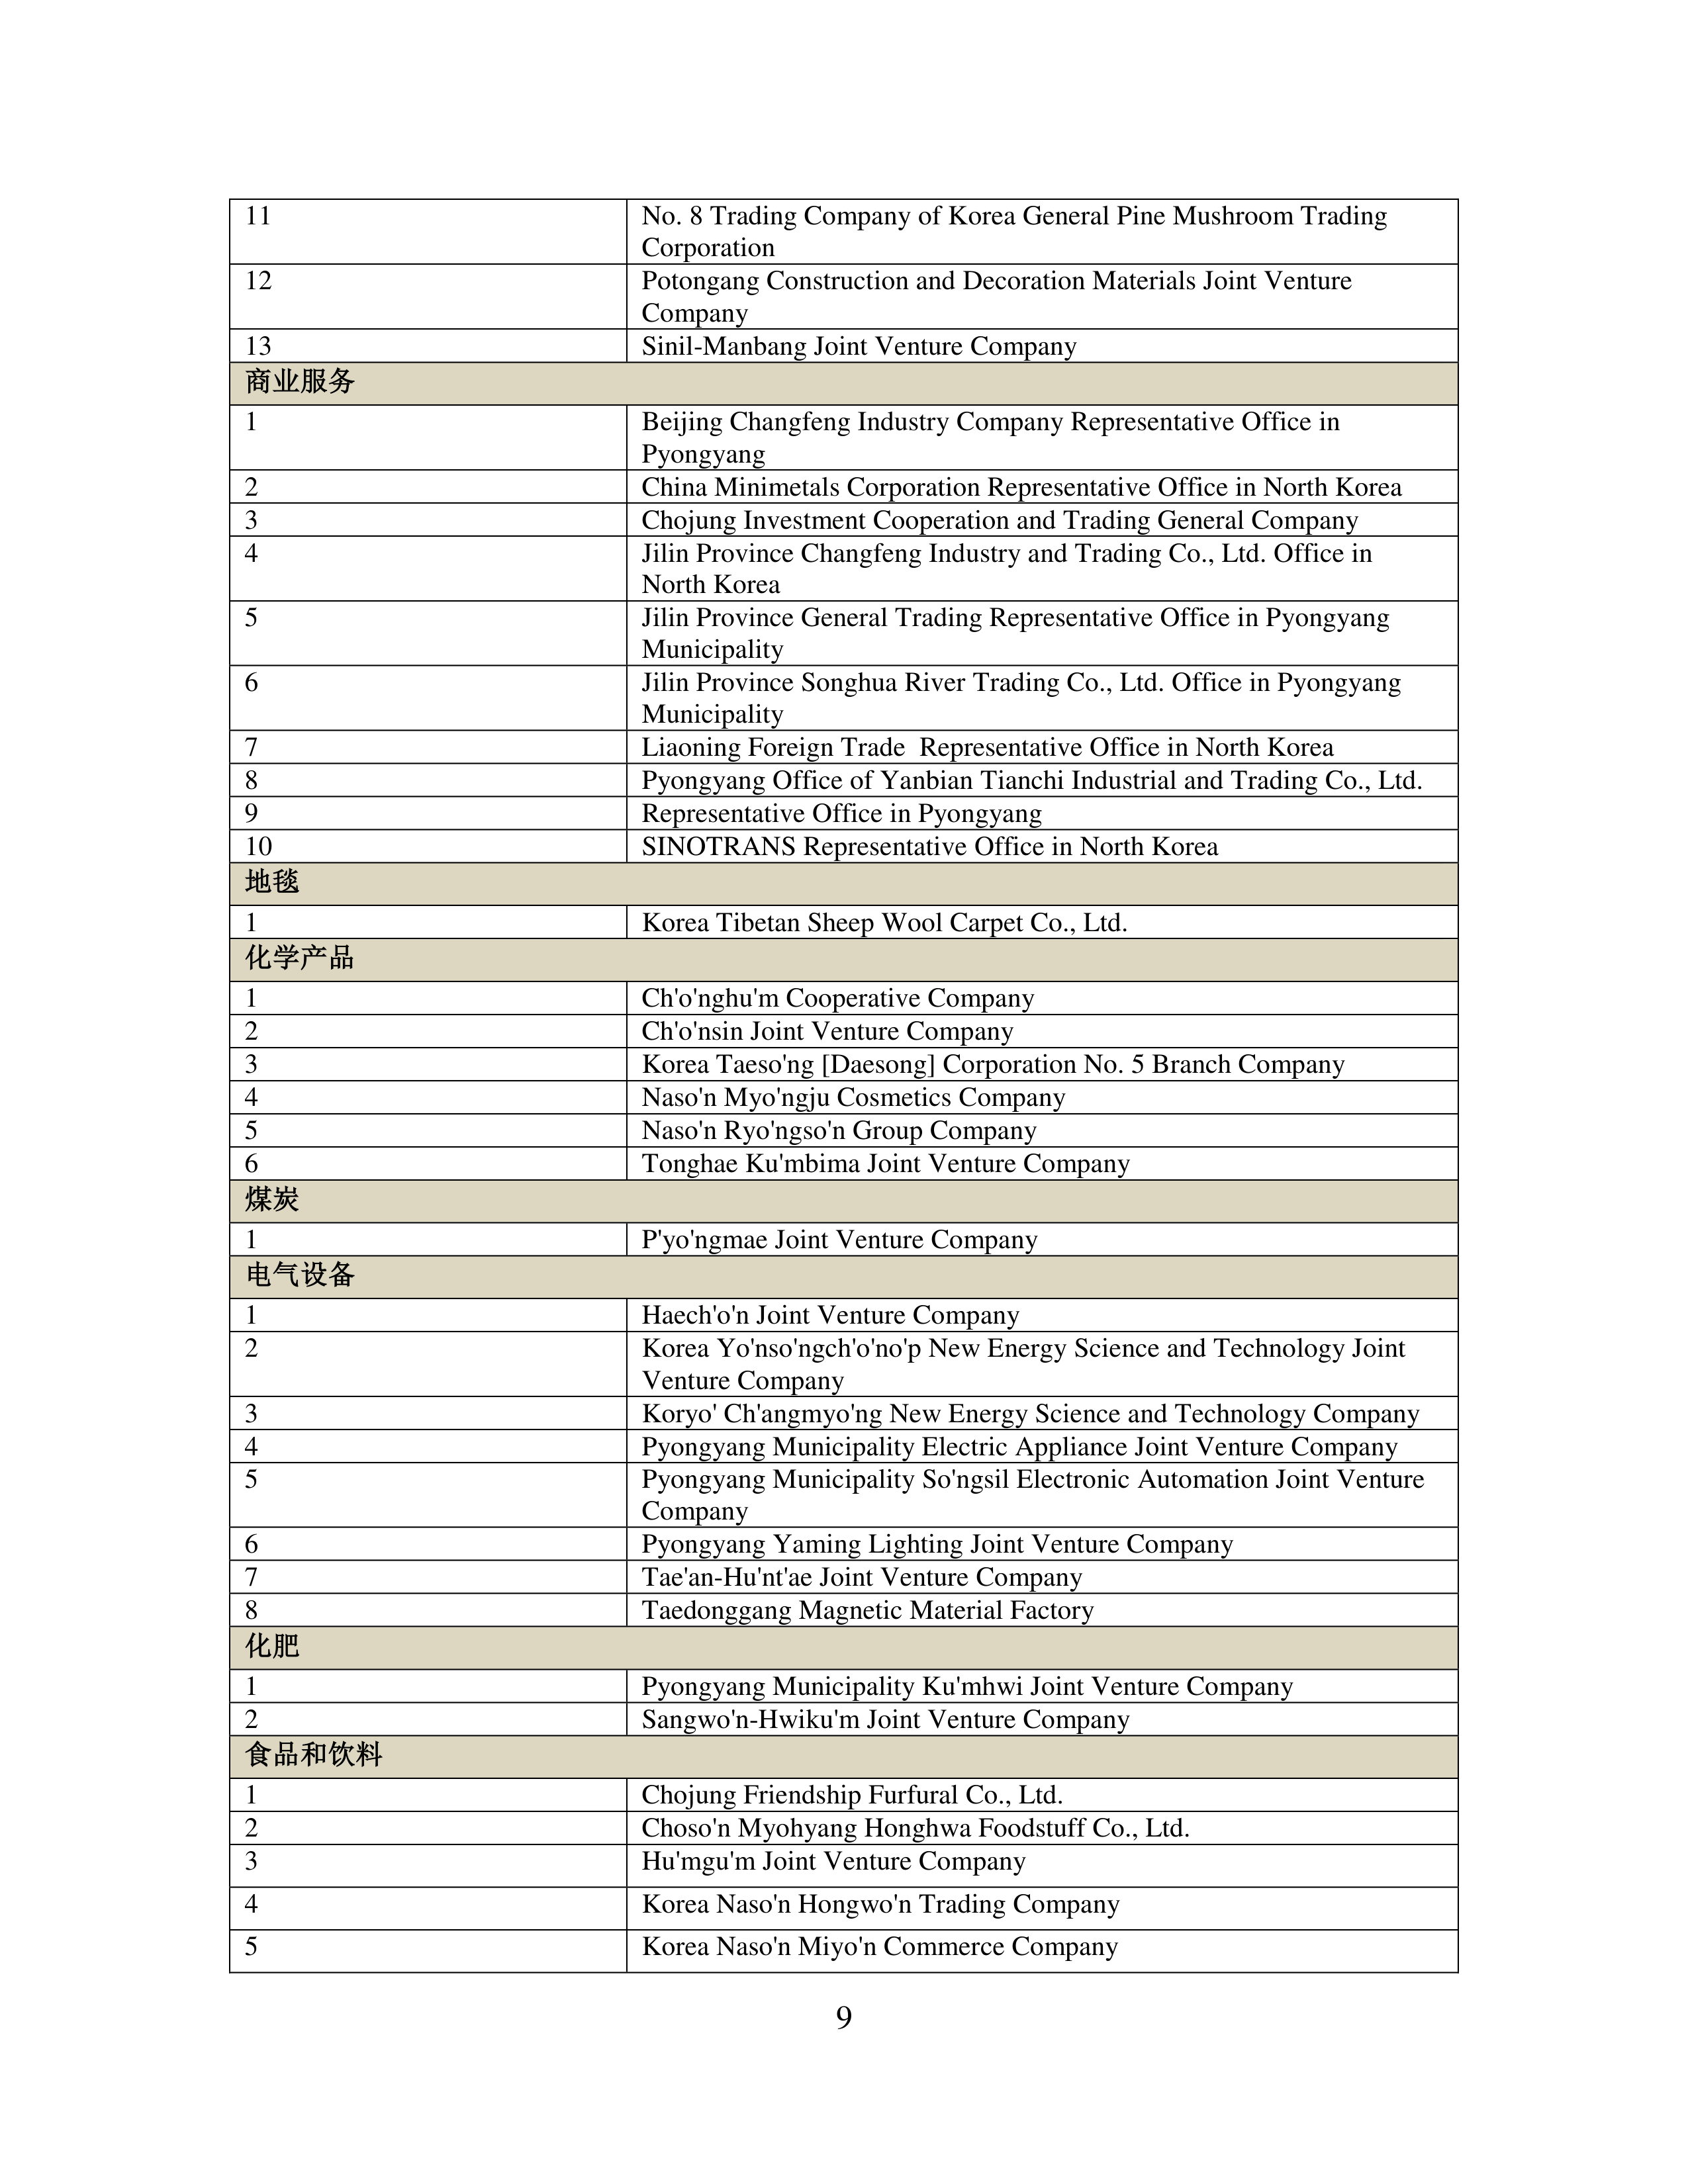 11 No. 8 Trading Company of Korea General Pine Mushroom Trading
Corporation
12 Potongang Construction and Decoration Materials Joint Venture
Company
13 Sinil-Manbang Joint Venture Company
商业服务
1 Beijing Changfeng Industry Company Representative Office in
Pyongyang
2 China Minimetals Corporation Representative Office in North Korea
3 Chojung Investment Cooperation and Trading General Company
4 Jilin Province Changfeng Industry and Trading Co., Ltd. Office in
North Korea
5 Jilin Province General Trading Representative Office in Pyongyang
Municipality
6 Jilin Province Songhua River Trading Co., Ltd. Office in Pyongyang
Municipality
7 Liaoning Foreign Trade  Representative Office in North Korea
8 Pyongyang Office of Yanbian Tianchi Industrial and Trading Co., Ltd.
9 Representative Office in Pyongyang
10 SINOTRANS Representative Office in North Korea
地毯
1 Korea Tibetan Sheep Wool Carpet Co., Ltd.
化学产品
1 Ch'o'nghu'm Cooperative Company
2 Ch'o'nsin Joint Venture Company
3 Korea Taeso'ng [Daesong] Corporation No. 5 Branch Company
4 Naso'n Myo'ngju Cosmetics Company
5 Naso'n Ryo'ngso'n Group Company
6 Tonghae Ku'mbima Joint Venture Company
煤炭
1 P'yo'ngmae Joint Venture Company
电气设备
1 Haech'o'n Joint Venture Company
2 Korea Yo'nso'ngch'o'no'p New Energy Science and Technology Joint
Venture Company
3 Koryo' Ch'angmyo'ng New Energy Science and Technology Company
4 Pyongyang Municipality Electric Appliance Joint Venture Company
5 Pyongyang Municipality So'ngsil Electronic Automation Joint Venture
Company
6 Pyongyang Yaming Lighting Joint Venture Company
7 Tae'an-Hu'nt'ae Joint Venture Company
8 Taedonggang Magnetic Material Factory
化肥
1 Pyongyang Municipality Ku'mhwi Joint Venture Company
2 Sangwo'n-Hwiku'm Joint Venture Company
食品和饮料
1 Chojung Friendship Furfural Co., Ltd.
2 Choso'n Myohyang Honghwa Foodstuff Co., Ltd.
3 Hu'mgu'm Joint Venture Company
4 Korea Naso'n Hongwo'n Trading Company
5 Korea Naso'n Miyo'n Commerce Company
9